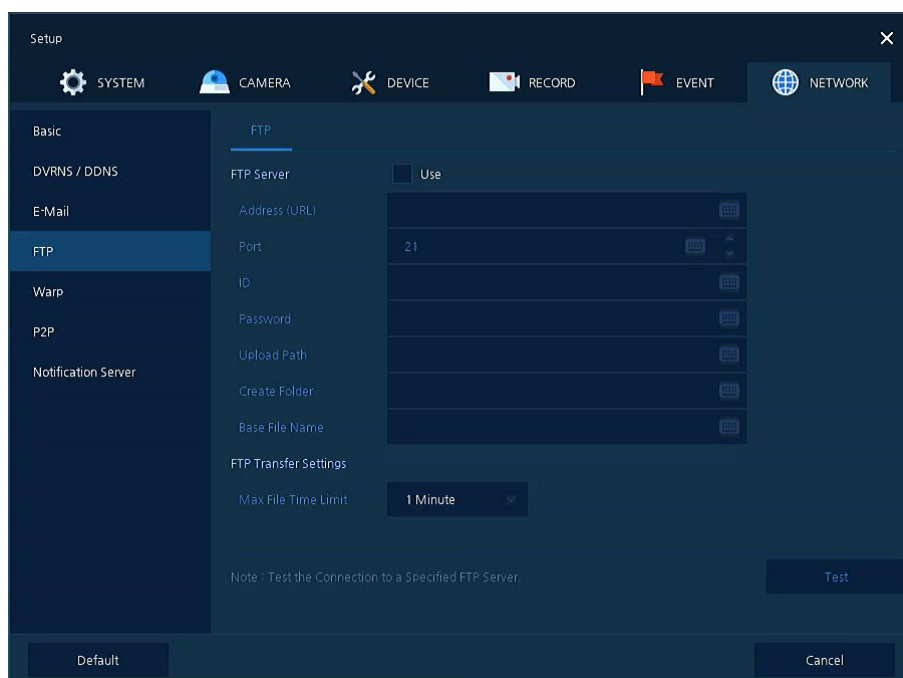 Setup
SYSTEM CAMERA DEVICE RECORD EVENT NETWORK
Basic
DVRNS / DDNS
E-Mail
FTP
Warp
P2P
Notification Server
FTP
FTP Server Use
Address (URL)
Port 21
ID
Password
Upload Path
Create Folder
Base File Name
FTP Transfer Settings
Max File Time Limit 1 Minute
Note : Test the Connection to a Specified FTP Server. Test
Default Cancel